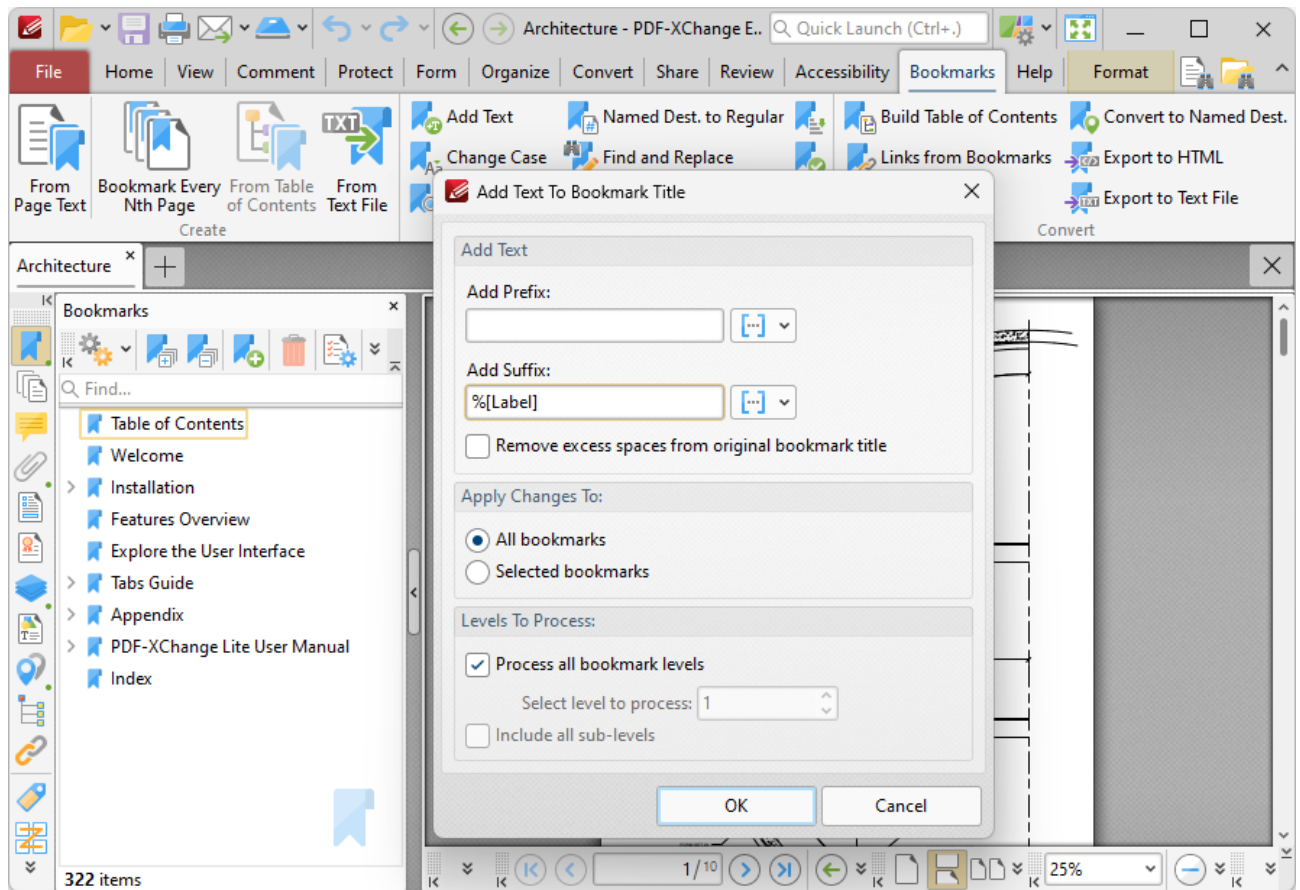 Architecture - PDF-XChange E..
Quick Launch (Ctrl+.)
File Home View Comment Protect Form Organize Convert Share Review Accessibility Bookmarks Help Format
TXT
From Page Text
Bookmark Every Nth Page
From Table of Contents
From Text File
Create
Add Text
Named Dest. to Regular
Change Case
Find and Replace
Build Table of Contents
Links from Bookmarks
Convert to Named Dest.
Export to HTML
Export to Text File
Convert
Architecture
Bookmarks
Find...
Table of Contents
Welcome
Installation
Features Overview
Explore the User Interface
Tabs Guide
Appendix
PDF-XChange Lite User Manual
Index
322 items
Add Text To Bookmark Title
Add Text
Add Prefix:
Add Suffix:
%[Label]
Remove excess spaces from original bookmark title
Apply Changes To:
All bookmarks
Selected bookmarks
Levels To Process:
Process all bookmark levels
Select level to process: 1
Include all sub-levels
OK
Cancel
1/10
25%